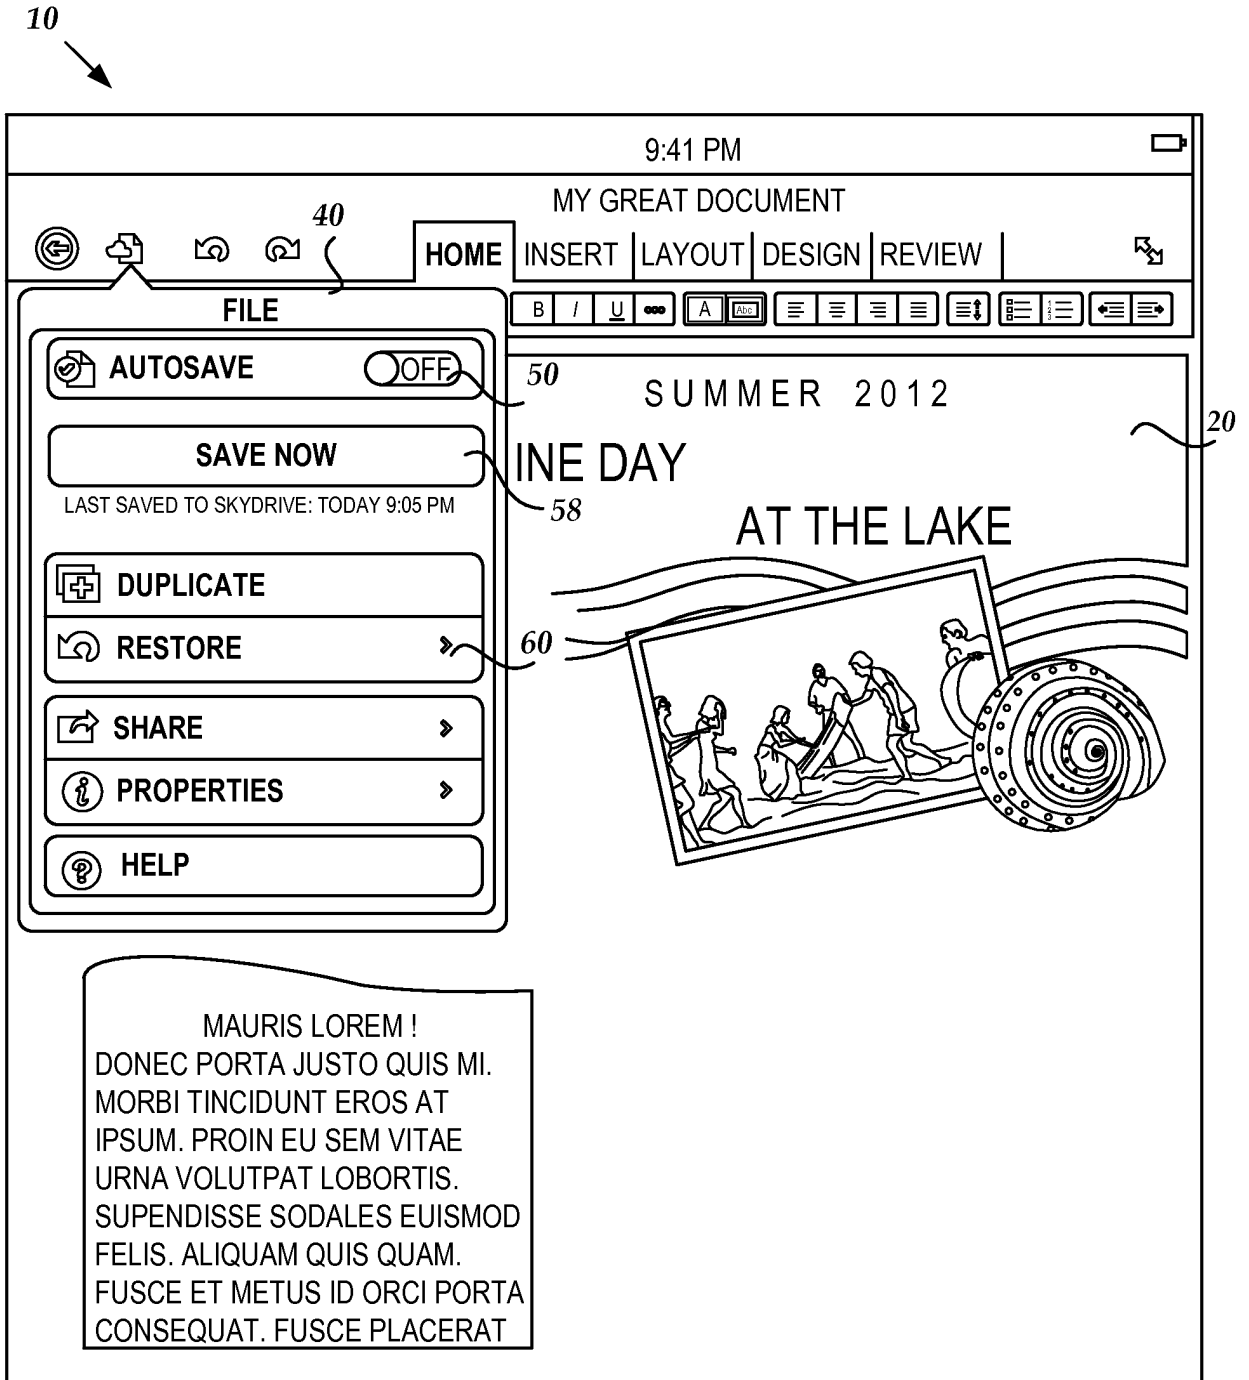 10
9:41 PM
MY GREAT DOCUMENT
40
HOME INSERT LAYOUT DESIGN REVIEW
FILE
B I U A Abc 1 2 3
AUTOSAVE OFF
50
SUMMER 2012
20
SAVE NOW
INE DAY
LAST SAVED TO SKYDRIVE: TODAY 9:05 PM
58
AT THE LAKE
DUPLICATE
RESTORE
60
SHARE
PROPERTIES
HELP
MAURIS LOREM !
DONEC PORTA JUSTO QUIS MI.
MORBI TINCIDUNT EROS AT
IPSUM. PROIN EU SEM VITAE
URNA VOLUTPAT LOBORTIS.
SUPENDISSE SODALES EUISMOD
FELIS. ALIQUAM QUIS QUAM.
FUSCE ET METUS ID ORCI PORTA
CONSEQUAT. FUSCE PLACERAT